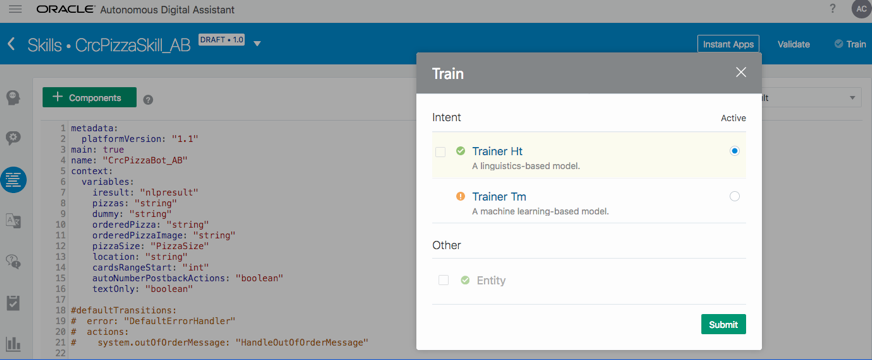 ORACLE® Autonomous Digital Assistant
? AC
Skills • CrcPizzaSkill_AB DRAFT • 1.0
Instant Apps Validate Train
Train
+ Components ?
Intent Active
Trainer Ht
A linguistics-based model.
Trainer Tm
A machine learning-based model.
Other
Entity
Submit
1 metadata:
2 platformVersion: "1.1"
3 main: true
4 name: "CrcPizzaBot_AB"
5 context:
6 variables:
7 iresult: "nlpresult"
8 pizzas: "string"
9 dummy: "string"
10 orderedPizza: "string"
11 orderedPizzaImage: "string"
12 pizzaSize: "PizzaSize"
13 location: "string"
14 cardsRangeStart: "int"
15 autoNumberPostbackActions: "boolean"
16 textOnly: "boolean"
17
18 #defaultTransitions:
19 # error: "DefaultErrorHandler"
20 # actions:
21 # system.outOfOrderMessage: "HandleOutOfOrderMessage"
22